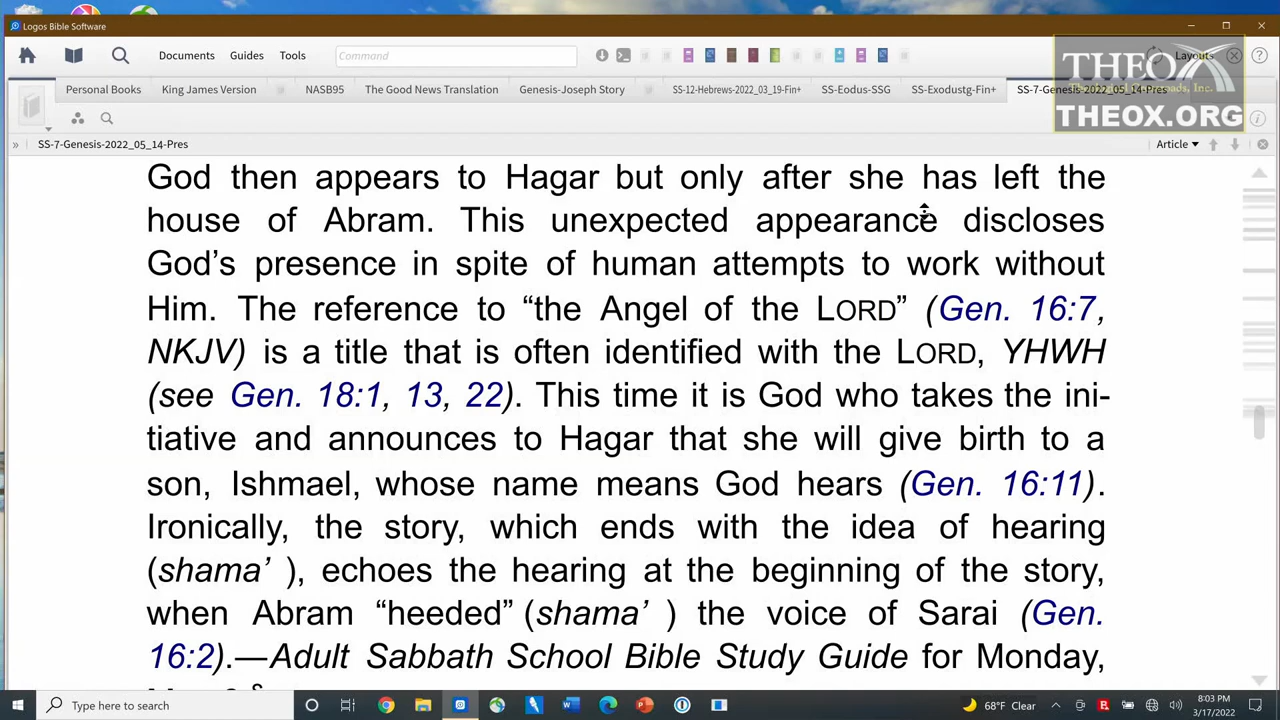 Logos Bible Software
Documents Guides Tools Command Layouts
THEOX
THEOX.ORG
Personal Books King James Version NASB95 The Good News Translation Genesis-Joseph Story SS-12-Hebrews-2022_03_19-Fin+ SS-Eodus-SSG SS-Exodustg-Fin+ SS-7-Genesis-2022_05_14-Pres
» SS-7-Genesis-2022_05_14-Pres Article
God then appears to Hagar but only after she has left the
house of Abram. This unexpected appearance discloses
God’s presence in spite of human attempts to work without
Him. The reference to “the Angel of the LORD” (Gen. 16:7,
NKJV) is a title that is often identified with the LORD, YHWH
(see Gen. 18:1, 13, 22). This time it is God who takes the ini-
tiative and announces to Hagar that she will give birth to a
son, Ishmael, whose name means God hears (Gen. 16:11).
Ironically, the story, which ends with the idea of hearing
(shama’ ), echoes the hearing at the beginning of the story,
when Abram “heeded” (shama’ ) the voice of Sarai (Gen.
16:2).—Adult Sabbath School Bible Study Guide for Monday,
Type here to search
68°F Clear
8:03 PM
3/17/2022